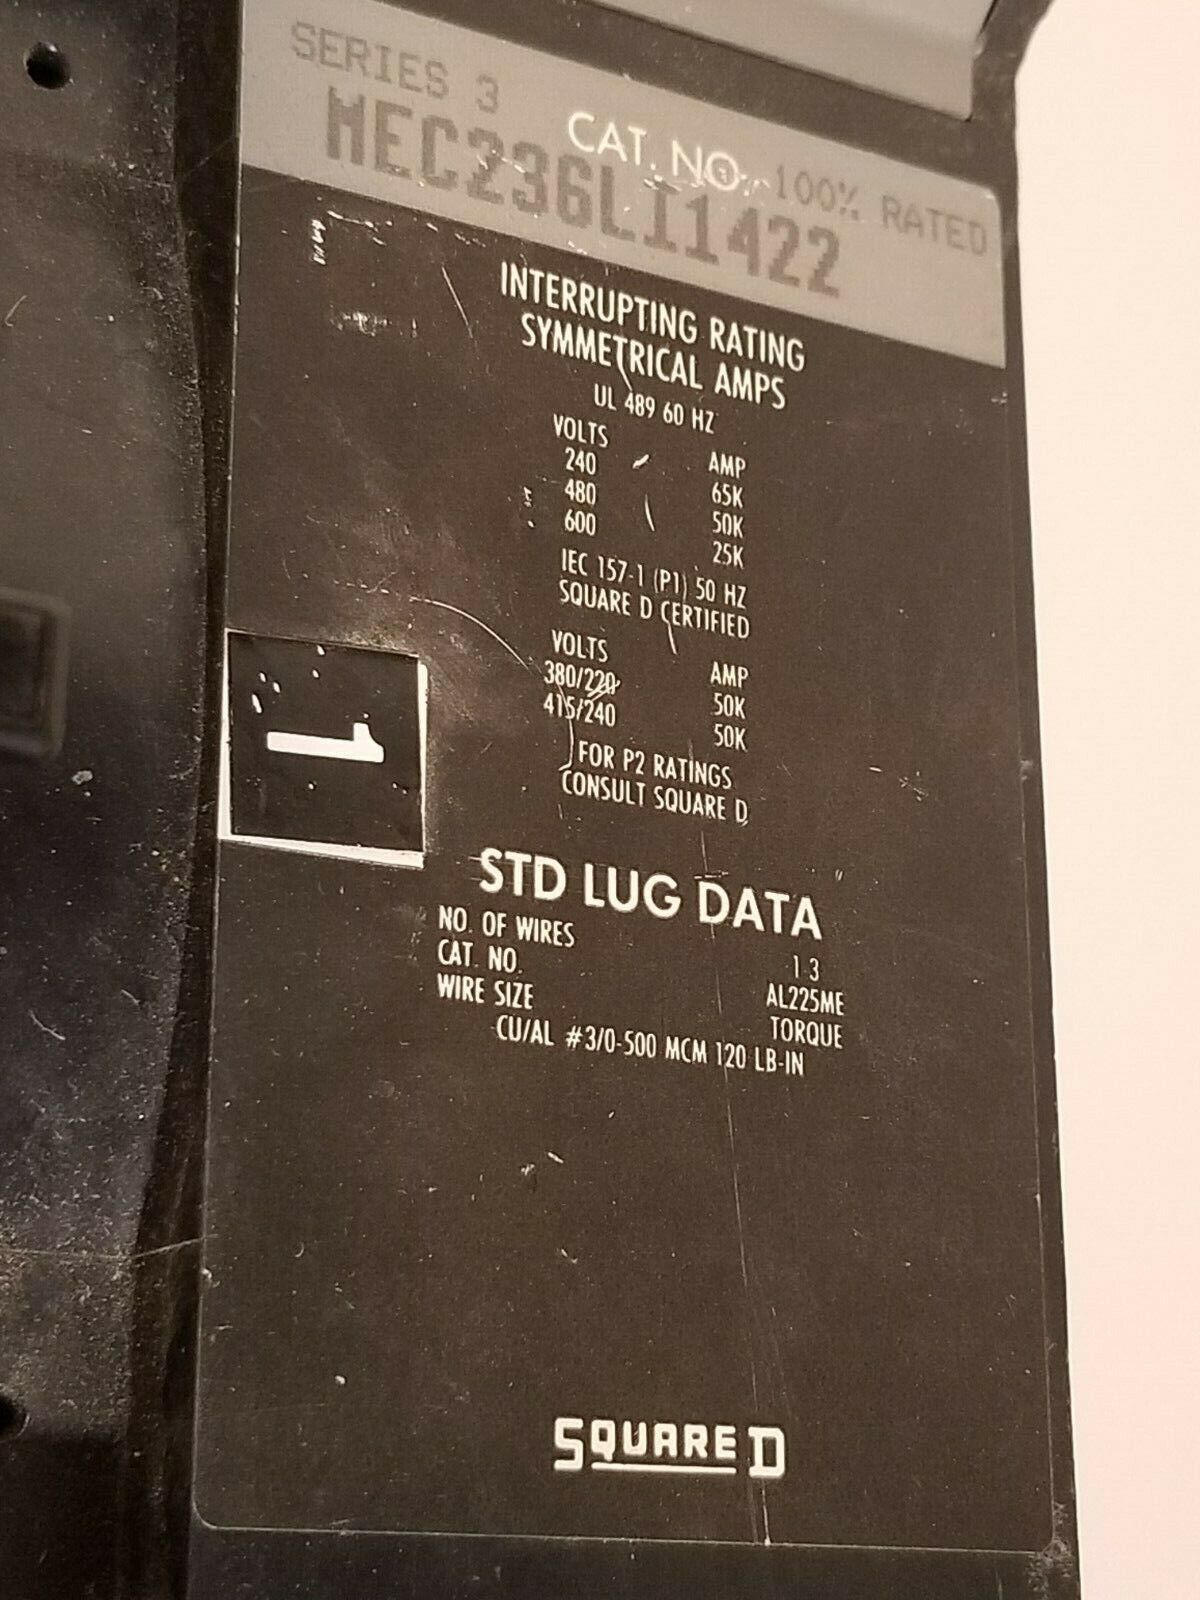 SERIES 3
CAT. NO. 100% RATED
MEC236LI1422
INTERRUPTING RATING
SYMMETRICAL AMPS
UL 489 60 HZ
VOLTS AMP
240 65K
480 50K
600 25K
IEC 157-1 (P1) 50 HZ
SQUARE D CERTIFIED
VOLTS AMP
380/220 50K
415/240 50K
FOR P2 RATINGS
CONSULT SQUARE D
STD LUG DATA
NO. OF WIRES 1 3
CAT. NO. AL225ME
WIRE SIZE TORQUE
CU/AL #3/0-500 MCM 120 LB-IN
SQUARE D